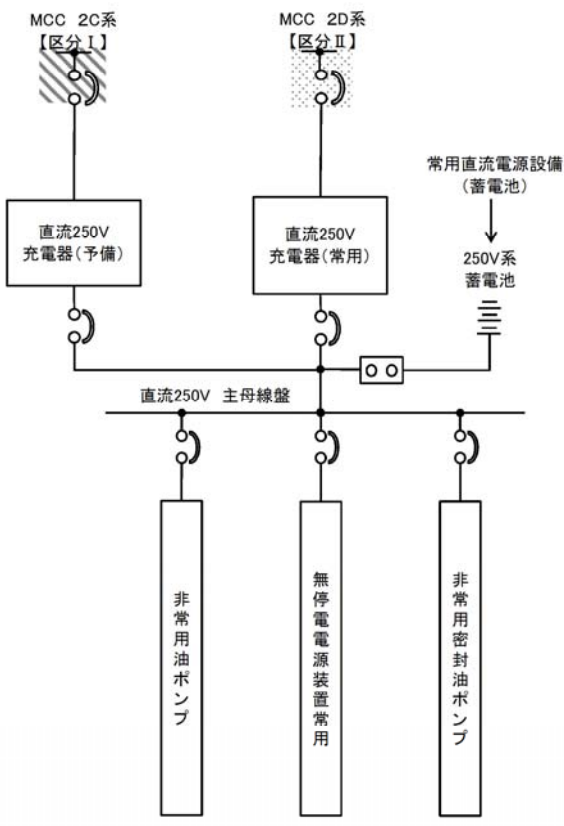 MCC 2C系
【区分Ⅰ】
MCC 2D系
【区分Ⅱ】
常用直流電源設備
(蓄電池)
直流250V
充電器(予備)
直流250V
充電器(常用)
250V系
蓄電池
直流250V 主母線盤
非常用油ポンプ
無停電電源装置常用
非常用密封油ポンプ